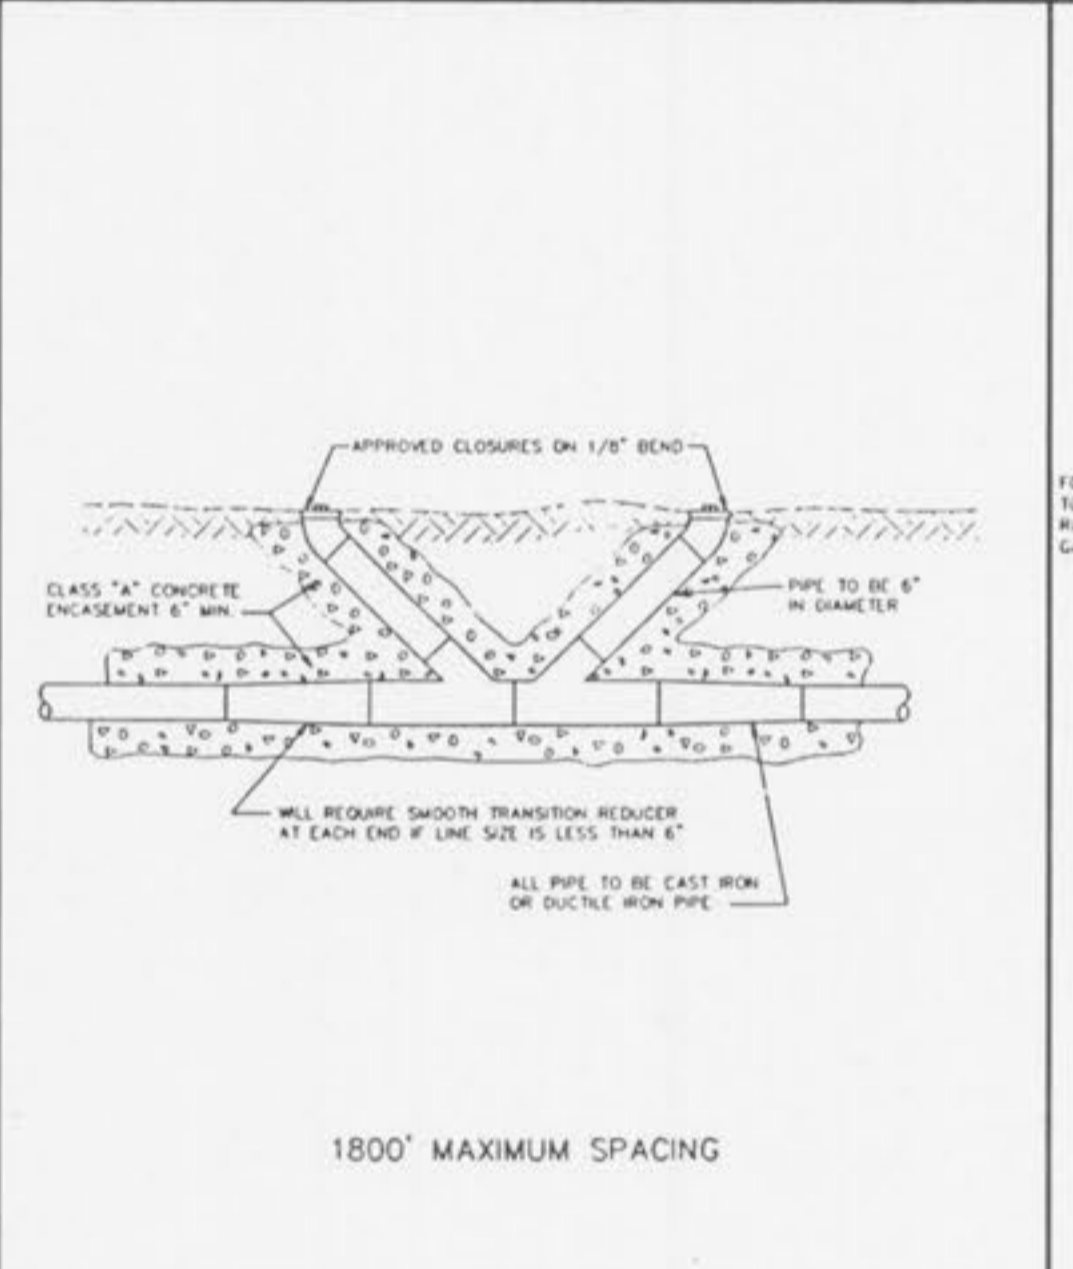 APPROVED CLOSURES ON 1/8" BEND
CLASS "A" CONCRETE
ENCASEMENT 6" MIN.
PIPE TO BE 6"
IN DIAMETER
WILL REQUIRE SMOOTH TRANSITION REDUCER
AT EACH END IF LINE SIZE IS LESS THAN 6"
ALL PIPE TO BE CAST IRON
OR DUCTILE IRON PIPE
1800' MAXIMUM SPACING